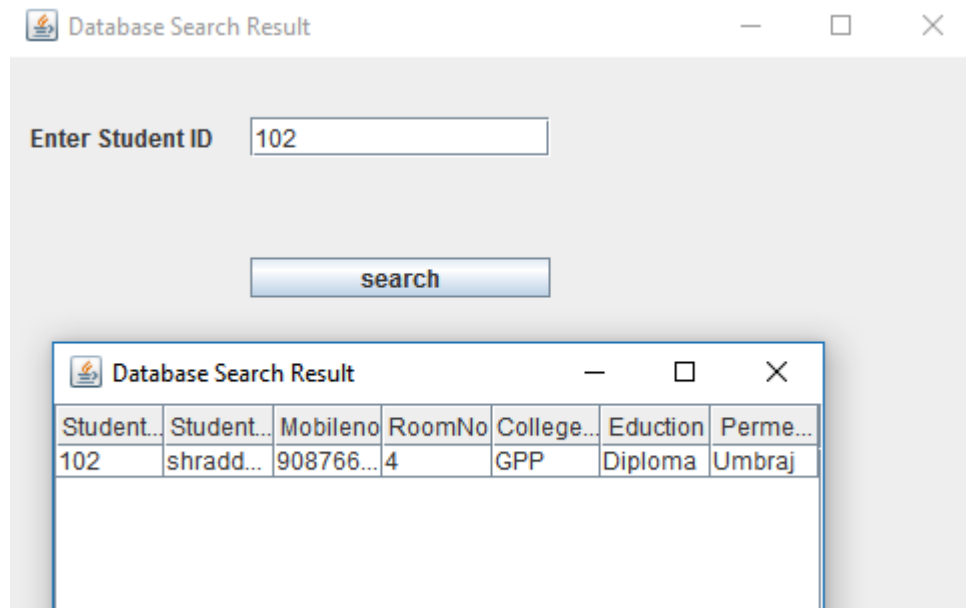 Database Search Result
Enter Student ID 102
search
Database Search Result
Student... Student... Mobileno RoomNo College... Eduction Perme...
102 shradd... 908766... 4 GPP Diploma Umbraj